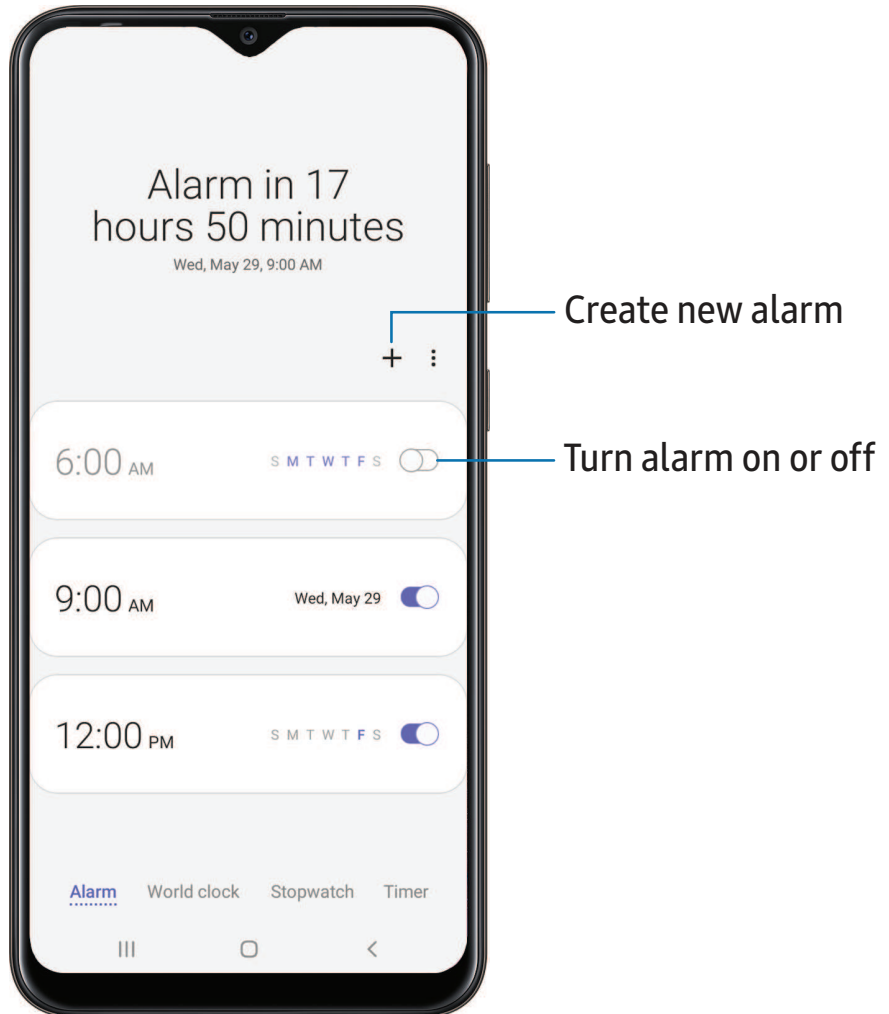 Alarm in 17
hours 50 minutes
Wed, May 29, 9:00 AM
Create new alarm
6:00 AM
S M T W T F S
Turn alarm on or off
9:00 AM
Wed, May 29
12:00 PM
S M T W T F S
Alarm World clock Stopwatch Timer